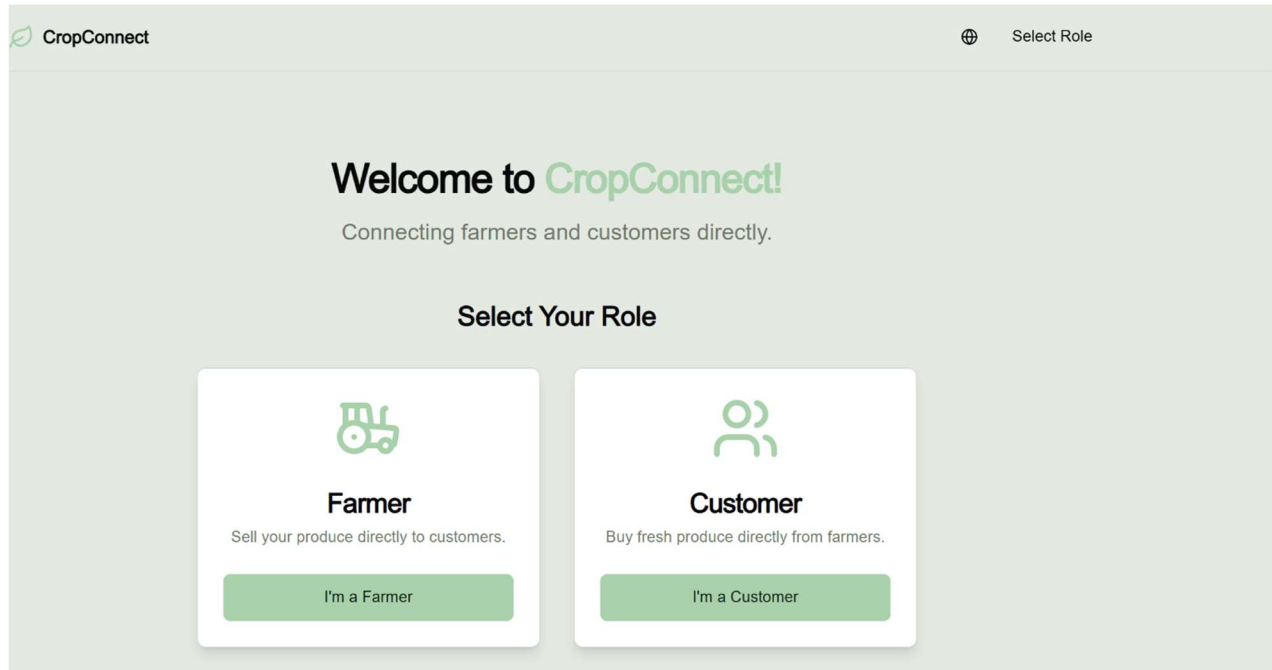 CropConnect
Select Role
Welcome to CropConnect!
Connecting farmers and customers directly.
Select Your Role
Farmer
Sell your produce directly to customers.
I'm a Farmer
Customer
Buy fresh produce directly from farmers.
I'm a Customer